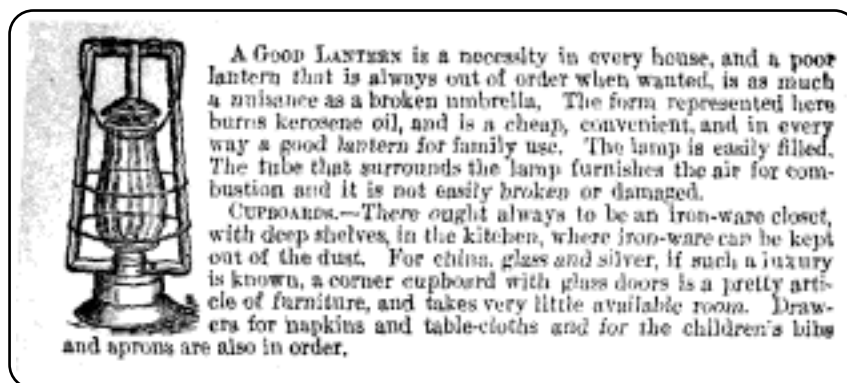 A GOOD LANTERN is a necessity in every house, and a poor
lantern that is always out of order when wanted, is as much
a nuisance as a broken umbrella. The form represented here
burns kerosene oil, and is a cheap, convenient, and in every
way a good lantern for family use. The lamp is easily filled.
The tube that surrounds the lamp furnishes the air for com-
bustion and it is not easily broken or damaged.
CUPBOARDS.—There ought always to be an iron-ware closet,
with deep shelves, in the kitchen, where iron-ware can be kept
out of the dust. For china, glass and silver, if such a luxury
is known, a corner cupboard with glass doors is a pretty arti-
cle of furniture, and takes very little available room. Draw-
ers for napkins and table-cloths and for the children's bibs
and aprons are also in order.